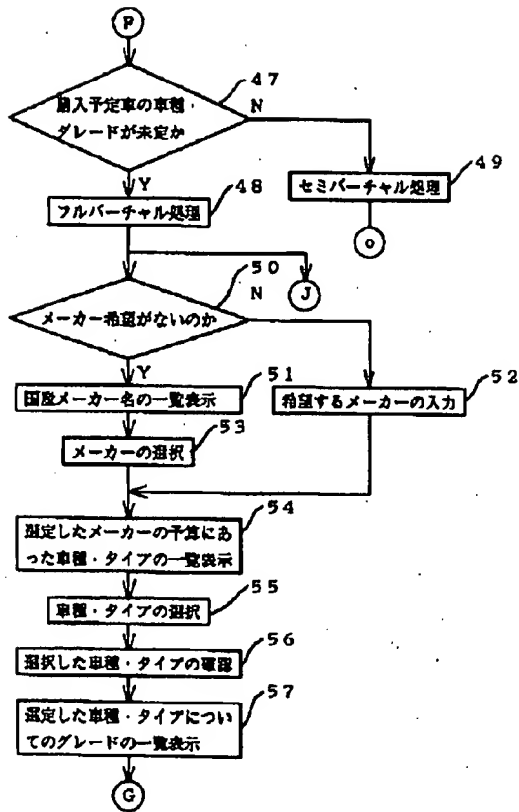 P
47
購入予定車の車種・
グレードが未定か
N
Y
48
フルバーチャル処理
49
セミバーチャル処理
o
50
J
メーカー希望がないのか
N
Y
51
国産メーカー名の一覧表示
52
希望するメーカーの入力
53
メーカーの選択
54
選定したメーカーの予算にあ
った車種・タイプの一覧表示
55
車種・タイプの選択
56
選択した車種・タイプの確認
57
選定した車種・タイプについ
てのグレードの一覧表示
G